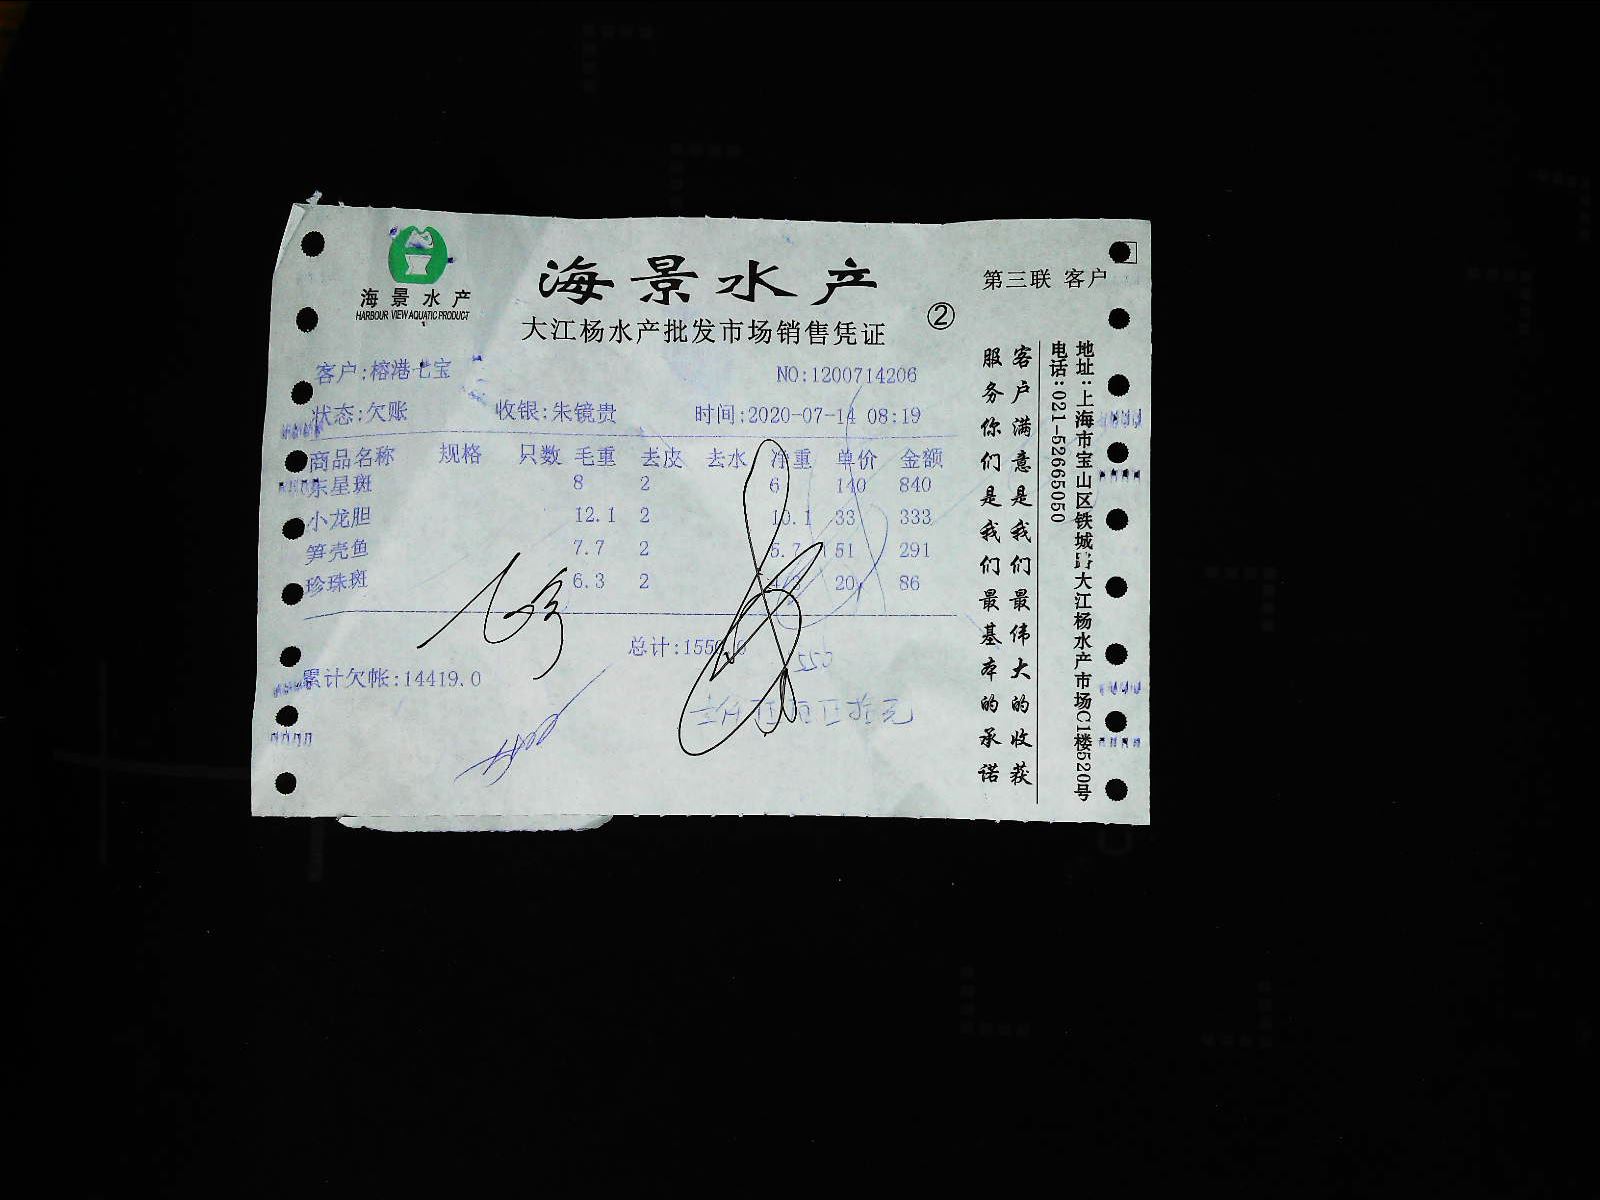 海景水产
HARBOUR VIEW AQUATIC PRODUCT
海景水产
大江杨水产批发市场销售凭证
②
第三联 客户
客户:榕港七宝
NO:1200714206
状态:欠账 收银:朱镜贵 时间:2020-07-14 08:19
商品名称 规格 只数 毛重 去皮 去水 净重 单价 金额
东星斑 8 2 6 140 840
小龙胆 12.1 2 10.1 33 333
笋壳鱼 7.7 2 5.7 51 291
珍珠斑 6.3 2 4.3 20 86
总计:1550.0
累计欠帐:14419.0
客户满意是我们最伟大的收获
服务你们是我们最基本的承诺
地址:上海市宝山区铁城路大江杨水产市场C1楼520号
电话:021-52665050